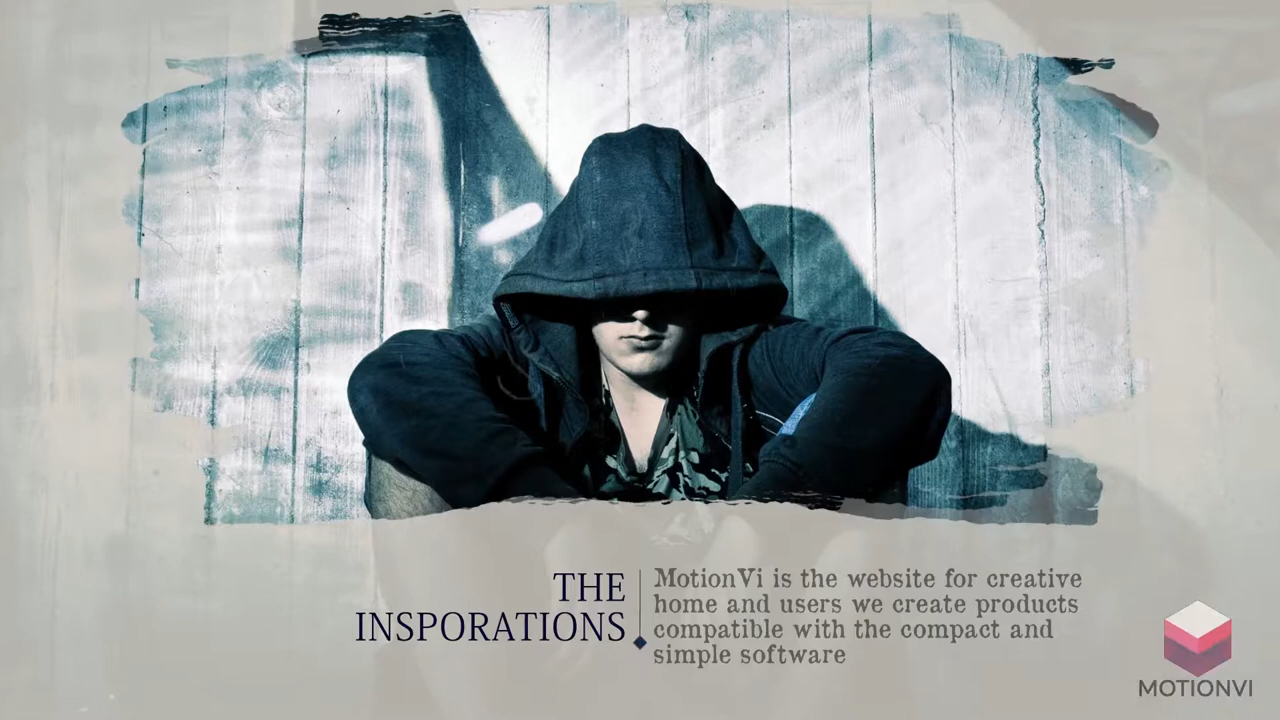 THE
INSPORATIONS
MotionVi is the website for creative
home and users we create products
compatible with the compact and
simple software
MOTIONVI